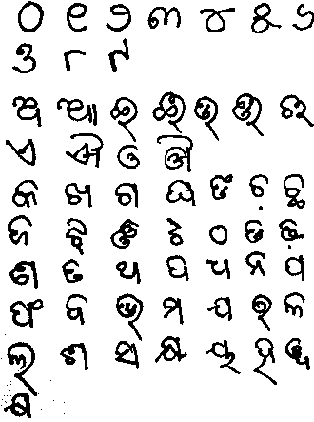 ୦ ୧ ୨ ୩ ୪ ୫ ୬
୭ ୮ ୯
ଅ ଆ ଇ ଈ ଉ ଊ ଋ
ଏ ଐ ଓ ଔ
କ ଖ ଗ ଘ ଙ ଚ ଛ
ଜ ଝ ଞ ଟ ଠ ଡ ଢ
ଣ ତ ଥ ଦ ଧ ନ ପ
ଫ ବ ଭ ମ ଯ ର ଳ
ଲ ଶ ସ କ୍ଷ ୟ ହ
ଷ